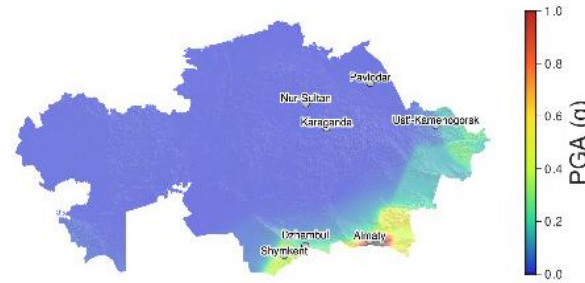 Pavlodar
Nur-Sultan
Karaganda
Ust'-Kamenogorsk
Dzhambul
Almaty
Shymkent
1.0
0.8
0.6
0.4
0.2
0.0
PGA (g)